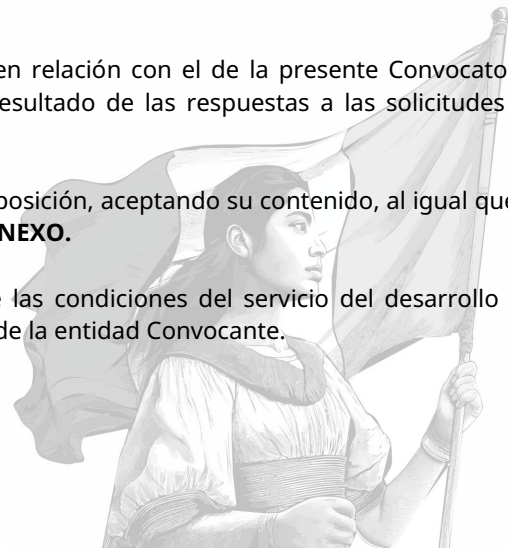 en relación con el de la presente Convocato
esultado de las respuestas a las solicitudes
posición, aceptando su contenido, al igual que
NEXO.
las condiciones del servicio del desarrollo
de la entidad Convocante.